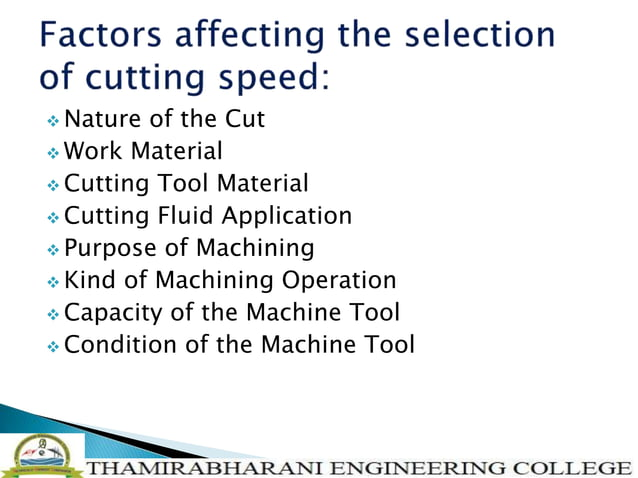 Factors affecting the selection
of cutting speed:
Nature of the Cut
Work Material
Cutting Tool Material
Cutting Fluid Application
Purpose of Machining
Kind of Machining Operation
Capacity of the Machine Tool
Condition of the Machine Tool
THAMIRABHARANI ENGINEERING COLLEGE